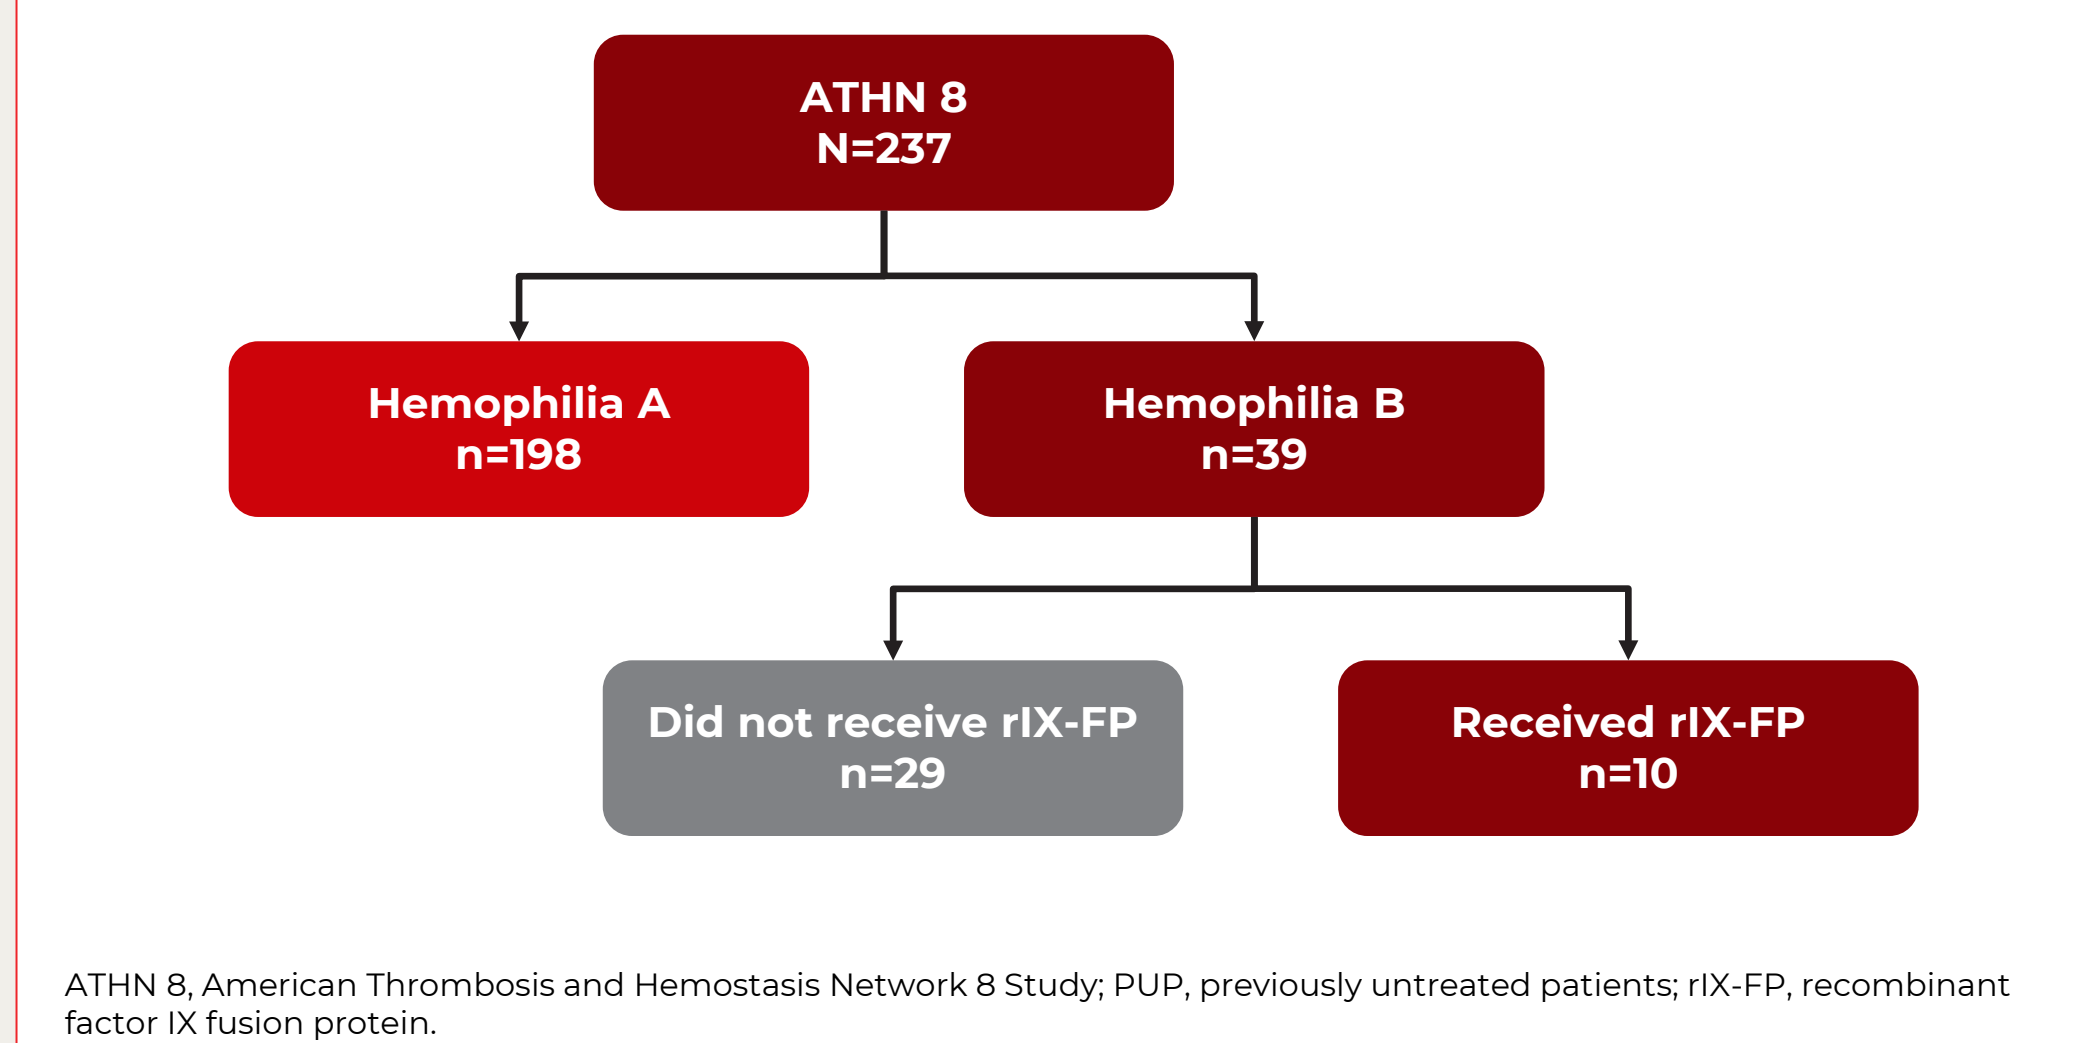 ATHN 8
N=237
Hemophilia A
n=198
Hemophilia B
n=39
Did not receive rIX-FP
n=29
Received rIX-FP
n=10
ATHN 8, American Thrombosis and Hemostasis Network 8 Study; PUP, previously untreated patients; rIX-FP, recombinant
factor IX fusion protein.